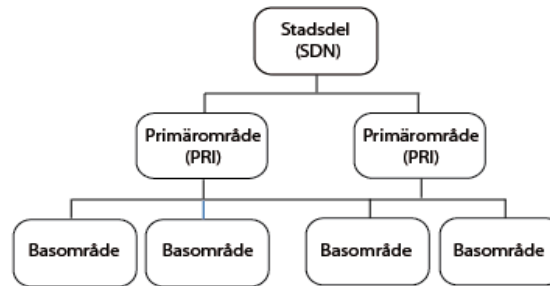 Stadsdel
(SDN)
Primärområde
(PRI)
Primärområde
(PRI)
Basområde
Basområde
Basområde
Basområde